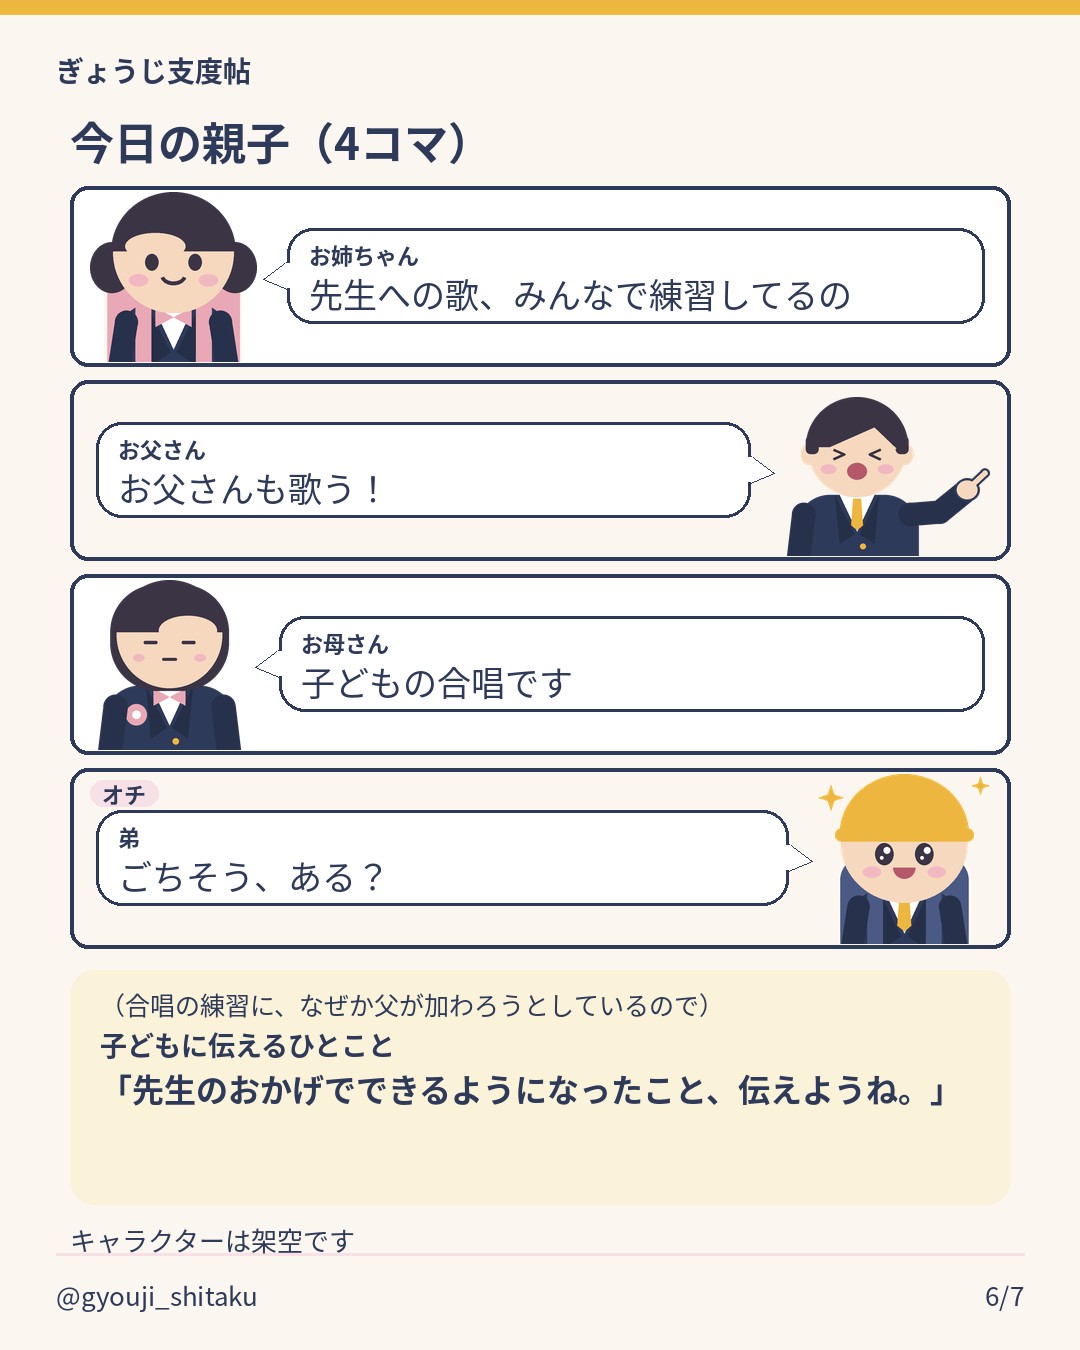 ぎょうじ支度帖
今日の親子（4コマ）
お姉ちゃん
先生への歌、みんなで練習してるの
お父さん
お父さんも歌う！
お母さん
子どもの合唱です
オチ
弟
ごちそう、ある？
（合唱の練習に、なぜか父が加わろうとしているので）
子どもに伝えるひとこと
「先生のおかげでできるようになったこと、伝えようね。」
キャラクターは架空です
@gyouji_shitaku
6/7